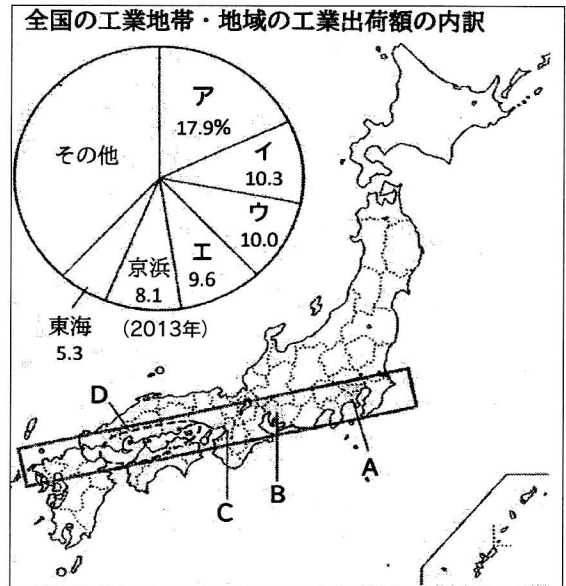 全国の工業地帯・地域の工業出荷額の内訳
ア
17.9%
イ
10.3
ウ
10.0
エ
9.6
京浜
8.1
東海
5.3
その他
(2013年)
D
A
B
C